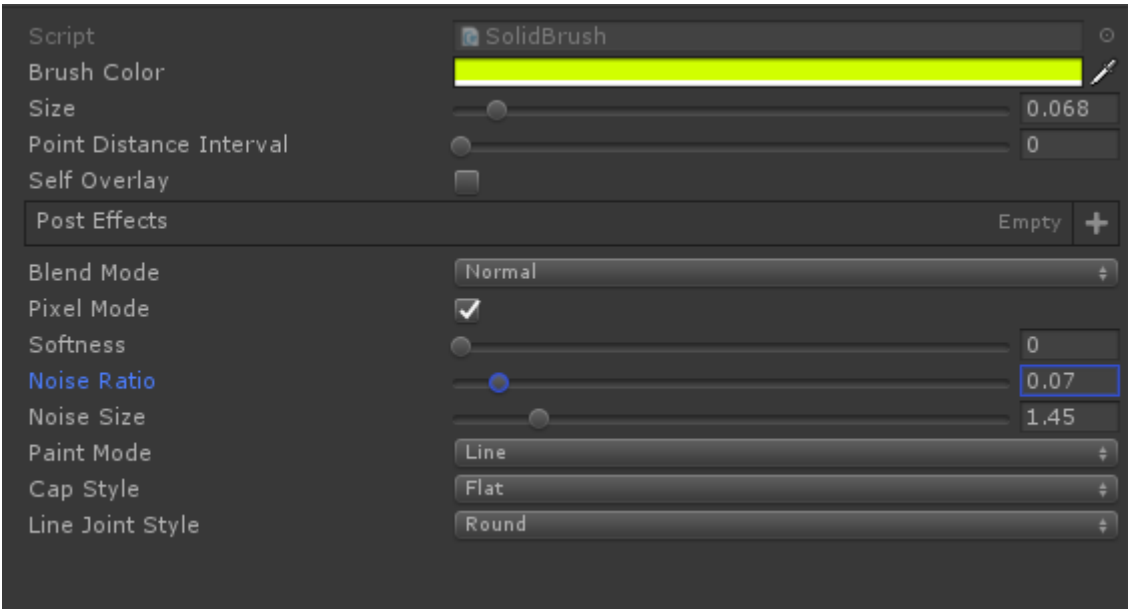 Script SolidBrush
Brush Color
Size 0.068
Point Distance Interval 0
Self Overlay
Post Effects Empty
Blend Mode Normal
Pixel Mode
Softness 0
Noise Ratio 0.07
Noise Size 1.45
Paint Mode Line
Cap Style Flat
Line Joint Style Round